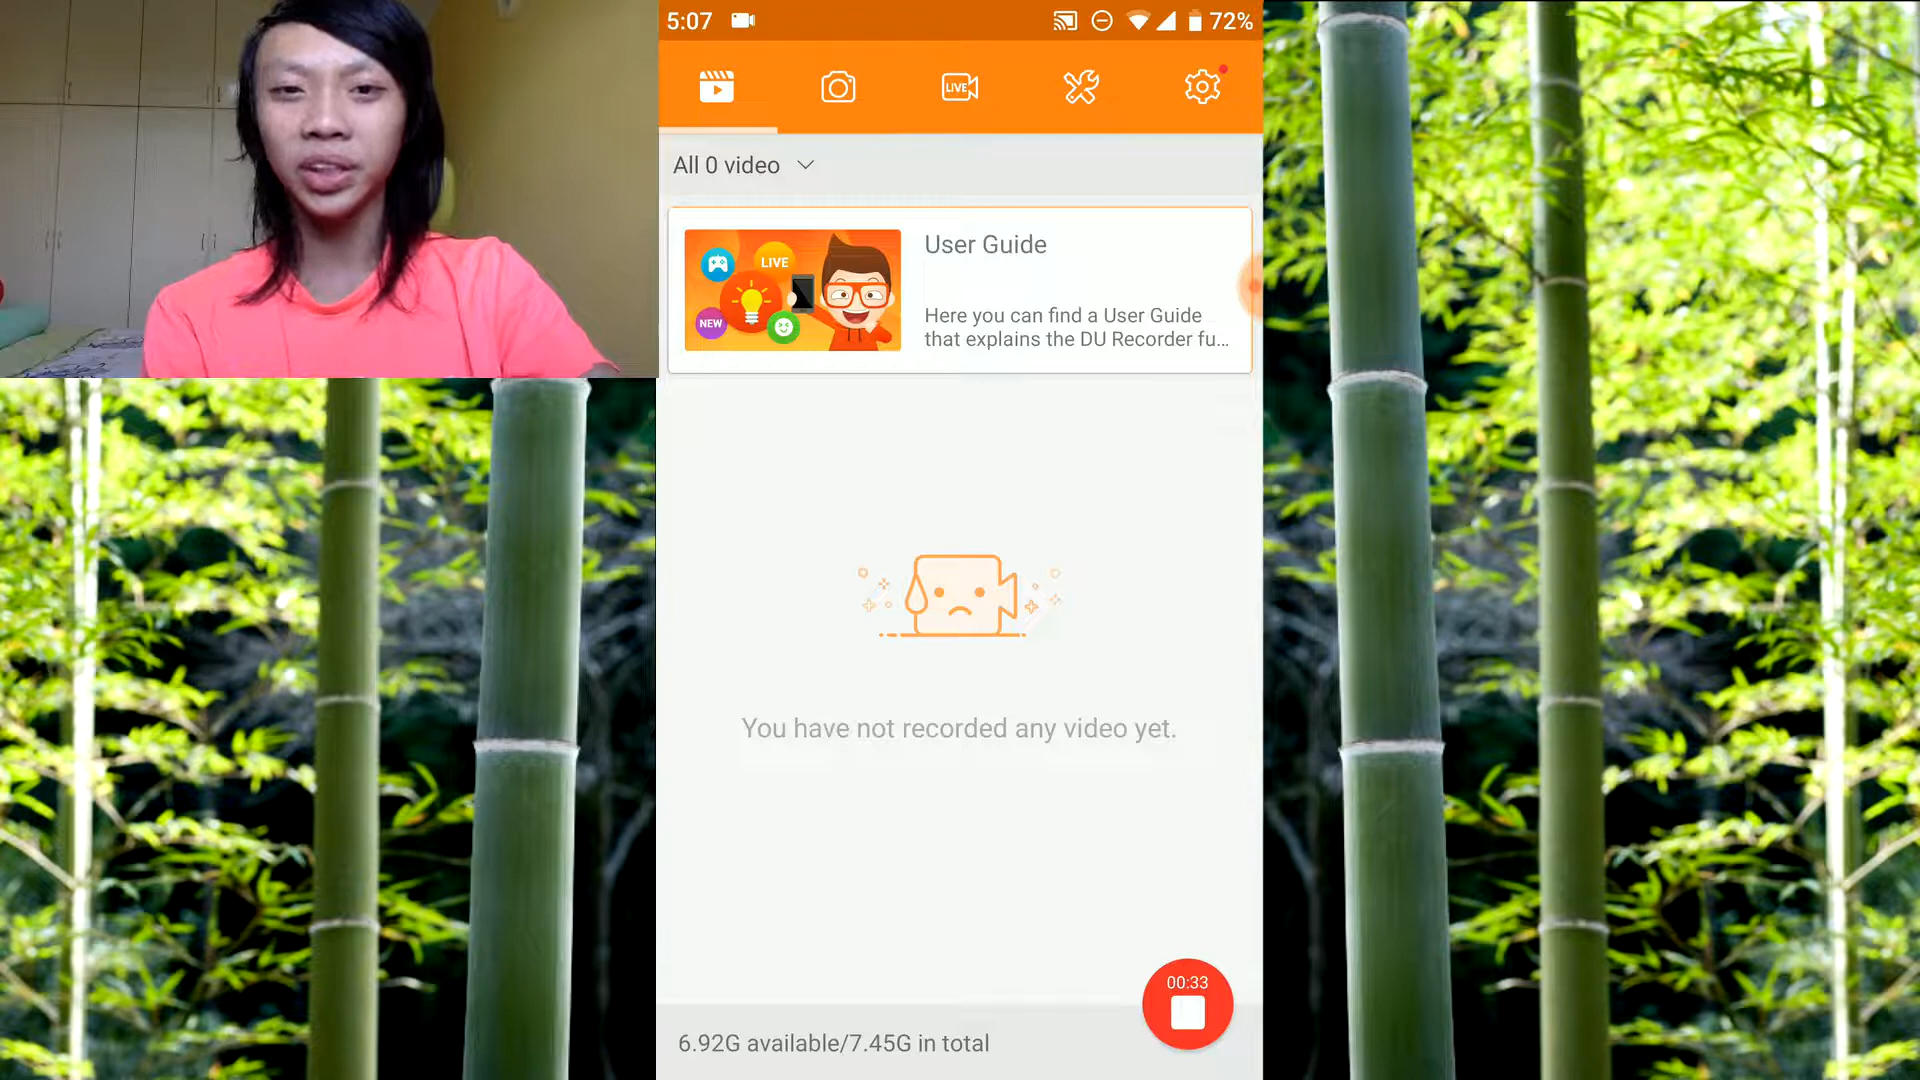 5:07
72%
LIVE
All 0 video
LIVE
NEW
User Guide
Here you can find a User Guide
that explains the DU Recorder fu...
You have not recorded any video yet.
00:33
6.92G available/7.45G in total